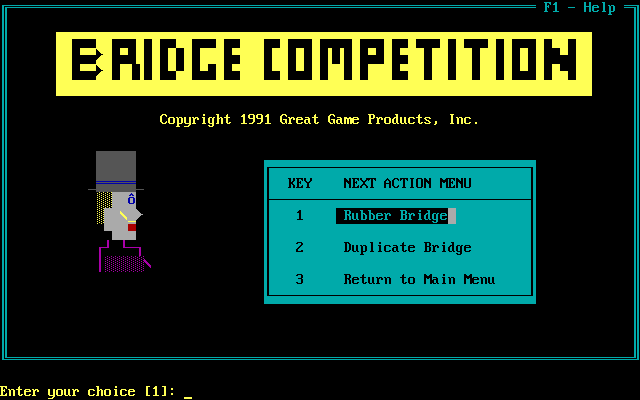 F1 - Help
BRIDGE COMPETITION
Copyright 1991 Great Game Products, Inc.
KEY NEXT ACTION MENU
1 Rubber Bridge
2 Duplicate Bridge
3 Return to Main Menu
Enter your choice [1]: _